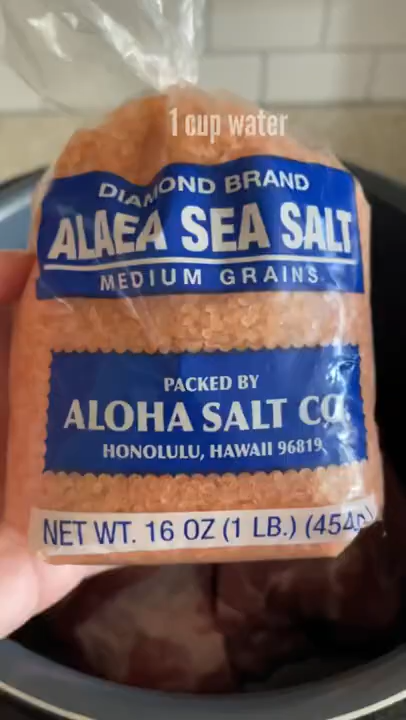 1 cup water
DIAMOND BRAND
ALAEA SEA SALT
MEDIUM GRAINS
PACKED BY
ALOHA SALT CO.
HONOLULU, HAWAII 96819
NET WT. 16 OZ (1 LB.) (454g)